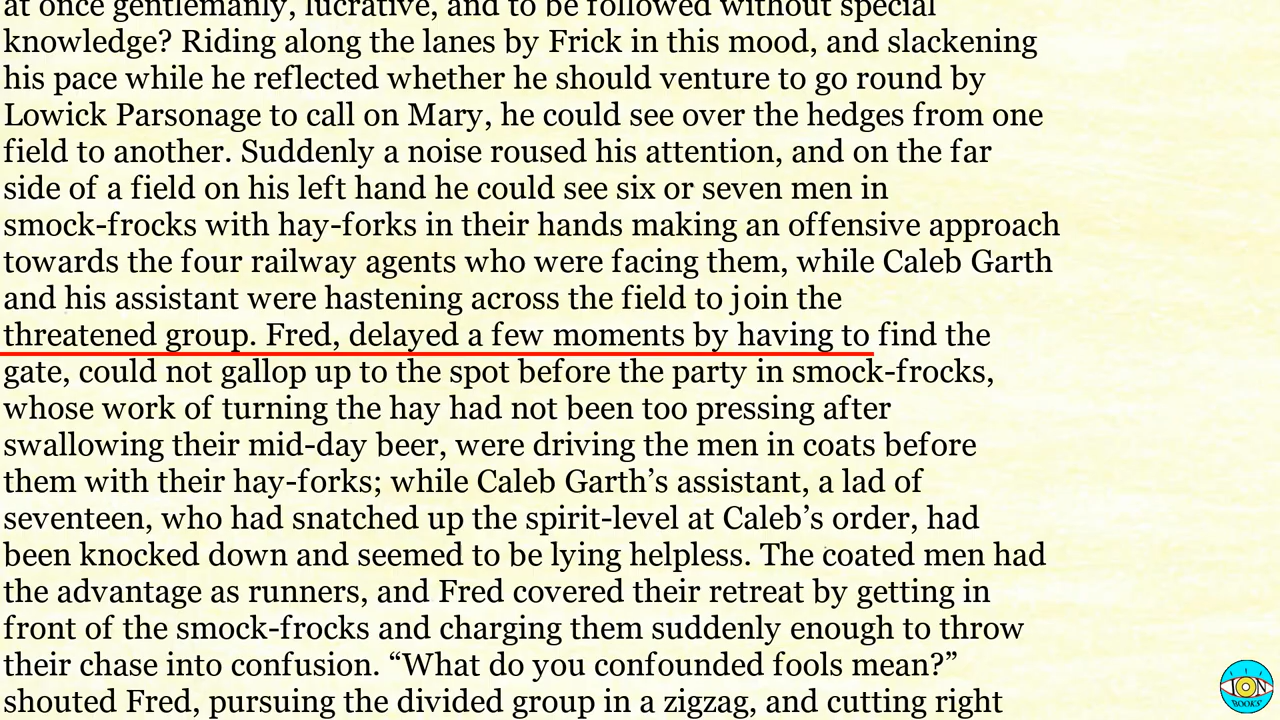 at once gentlemanly, lucrative, and to be followed without special
knowledge? Riding along the lanes by Frick in this mood, and slackening
his pace while he reflected whether he should venture to go round by
Lowick Parsonage to call on Mary, he could see over the hedges from one
field to another. Suddenly a noise roused his attention, and on the far
side of a field on his left hand he could see six or seven men in
smock-frocks with hay-forks in their hands making an offensive approach
towards the four railway agents who were facing them, while Caleb Garth
and his assistant were hastening across the field to join the
threatened group. Fred, delayed a few moments by having to find the
gate, could not gallop up to the spot before the party in smock-frocks,
whose work of turning the hay had not been too pressing after
swallowing their mid-day beer, were driving the men in coats before
them with their hay-forks; while Caleb Garth’s assistant, a lad of
seventeen, who had snatched up the spirit-level at Caleb’s order, had
been knocked down and seemed to be lying helpless. The coated men had
the advantage as runners, and Fred covered their retreat by getting in
front of the smock-frocks and charging them suddenly enough to throw
their chase into confusion. “What do you confounded fools mean?”
shouted Fred, pursuing the divided group in a zigzag, and cutting right
ION
BOOKS